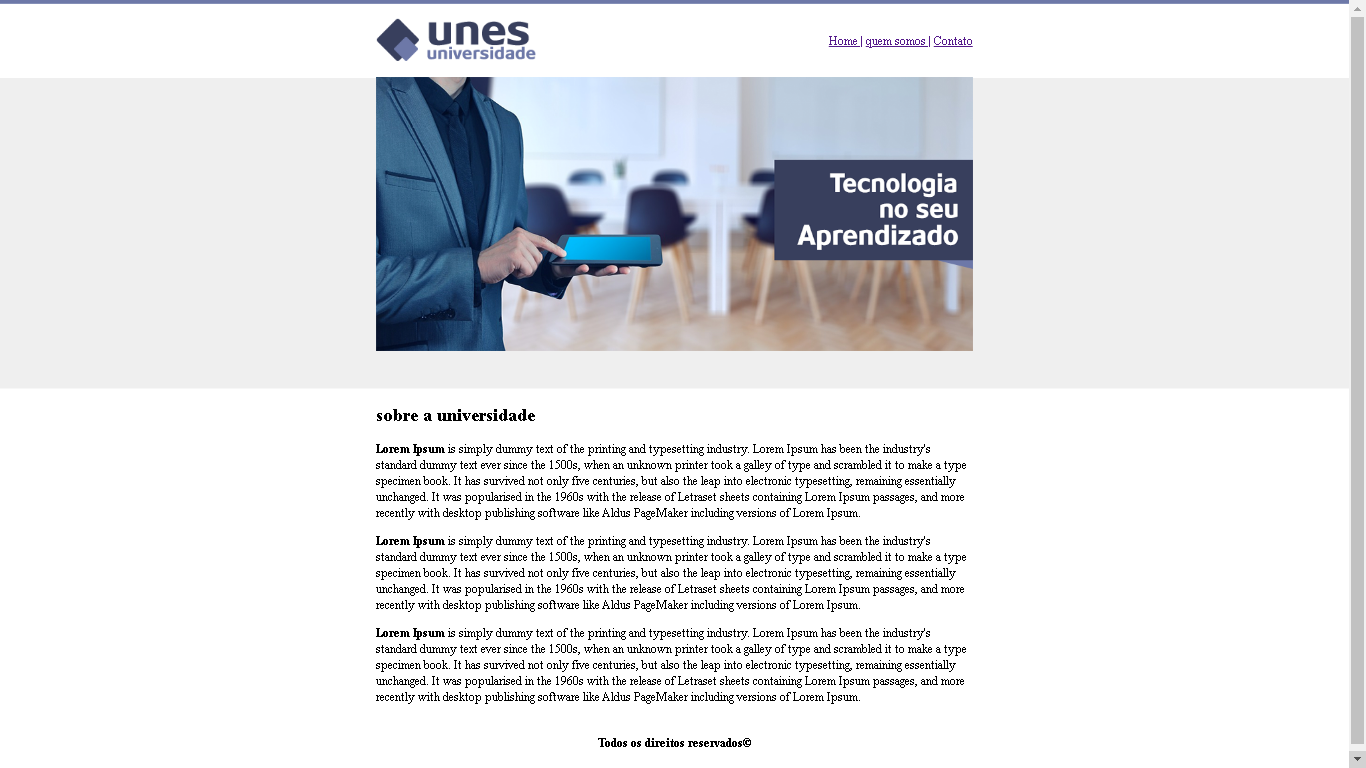 unes
universidade
Home | quem somos | Contato
Tecnologia
no seu
Aprendizado
sobre a universidade
Lorem Ipsum is simply dummy text of the printing and typesetting industry. Lorem Ipsum has been the industry's
standard dummy text ever since the 1500s, when an unknown printer took a galley of type and scrambled it to make a type
specimen book. It has survived not only five centuries, but also the leap into electronic typesetting, remaining essentially
unchanged. It was popularised in the 1960s with the release of Letraset sheets containing Lorem Ipsum passages, and more
recently with desktop publishing software like Aldus PageMaker including versions of Lorem Ipsum.
Lorem Ipsum is simply dummy text of the printing and typesetting industry. Lorem Ipsum has been the industry's
standard dummy text ever since the 1500s, when an unknown printer took a galley of type and scrambled it to make a type
specimen book. It has survived not only five centuries, but also the leap into electronic typesetting, remaining essentially
unchanged. It was popularised in the 1960s with the release of Letraset sheets containing Lorem Ipsum passages, and more
recently with desktop publishing software like Aldus PageMaker including versions of Lorem Ipsum.
Lorem Ipsum is simply dummy text of the printing and typesetting industry. Lorem Ipsum has been the industry's
standard dummy text ever since the 1500s, when an unknown printer took a galley of type and scrambled it to make a type
specimen book. It has survived not only five centuries, but also the leap into electronic typesetting, remaining essentially
unchanged. It was popularised in the 1960s with the release of Letraset sheets containing Lorem Ipsum passages, and more
recently with desktop publishing software like Aldus PageMaker including versions of Lorem Ipsum.
Todos os direitos reservados©